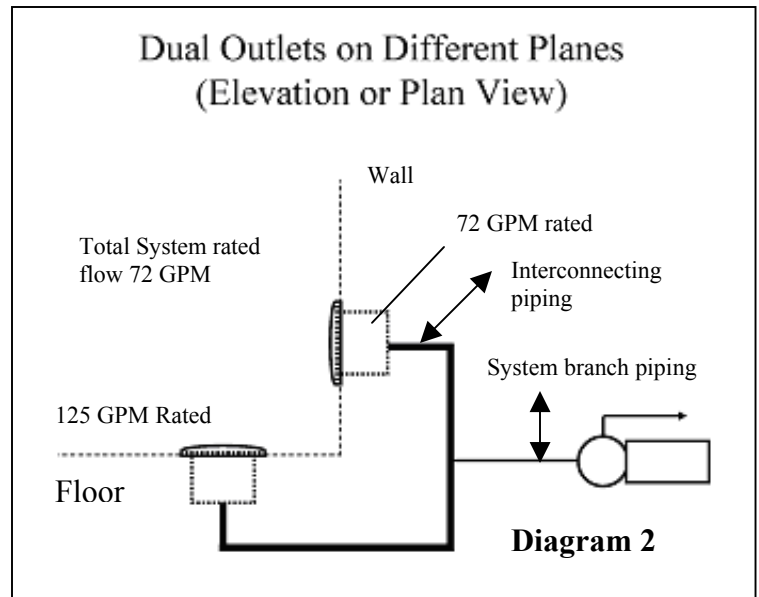 Dual Outlets on Different Planes
(Elevation or Plan View)
Wall
72 GPM rated
Total System rated
flow 72 GPM
Interconnecting
piping
System branch piping
125 GPM Rated
Floor
Diagram 2